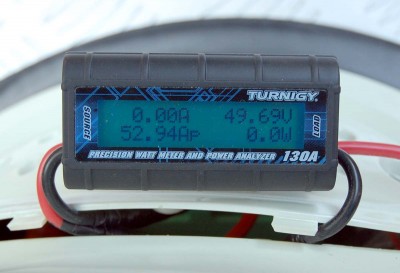 TURNIGY
SOURCE
0.00A 49.69V
52.94Ap 0.0W
LOAD
PRECISION WATT METER AND POWER ANALYZER 130A